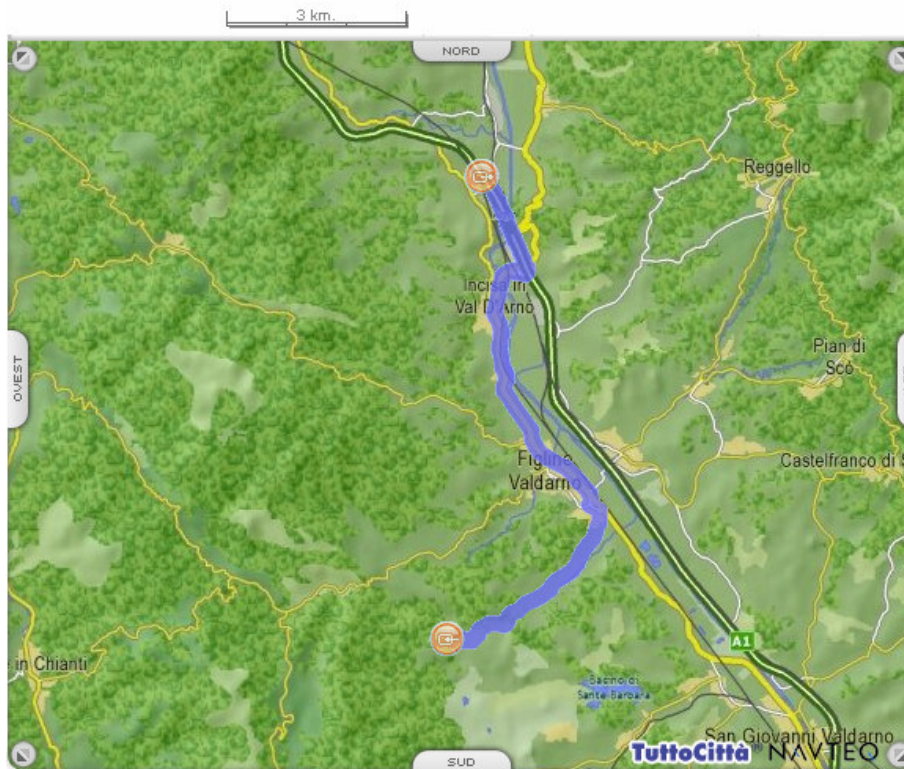 3 km.
NORD
Reggello
Incisa in
Val D'Arno
OVEST
Pian di
Scò
Figline
Valdarno
Castelfranco di S
A1
e in Chianti
Bacino di
Santa Barbara
San Giovanni Valdarno
TuttoCittà NAVTEQ
SUD